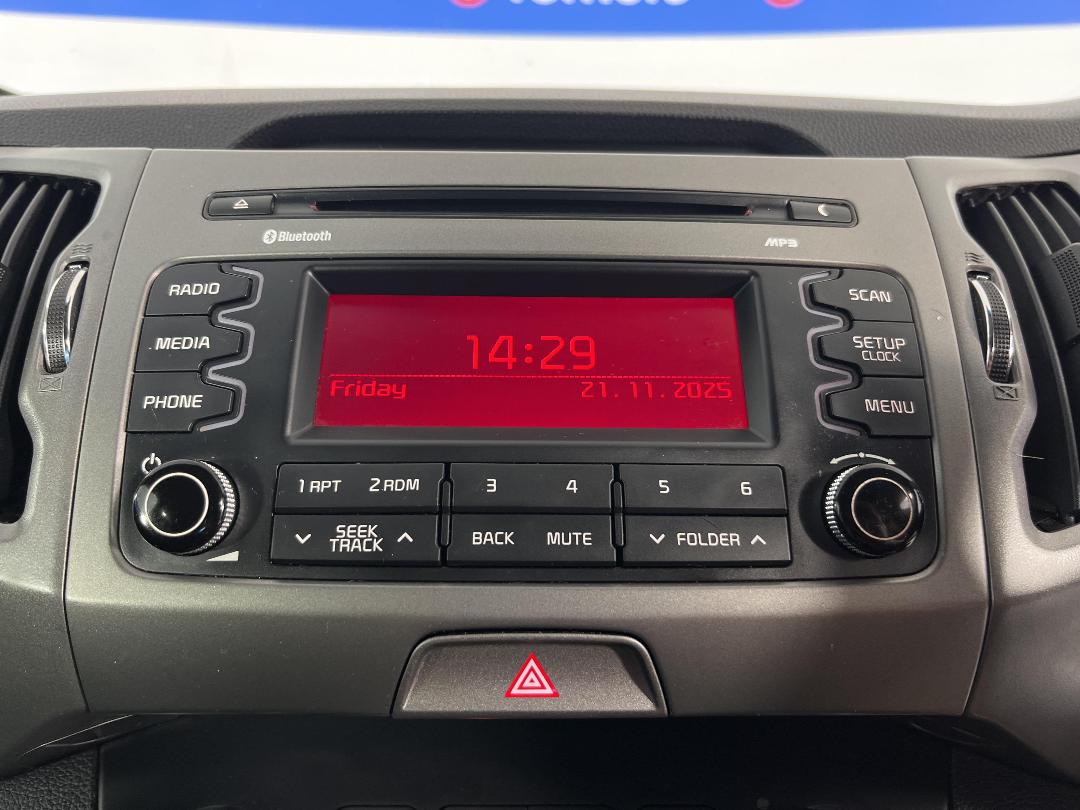 Bluetooth
MP3
RADIO
SCAN
14:29
MEDIA
SETUP
CLOCK
Friday 21.11.2025
PHONE
MENU
1 RPT 2 RDM 3 4 5 6
SEEK
TRACK
BACK MUTE FOLDER